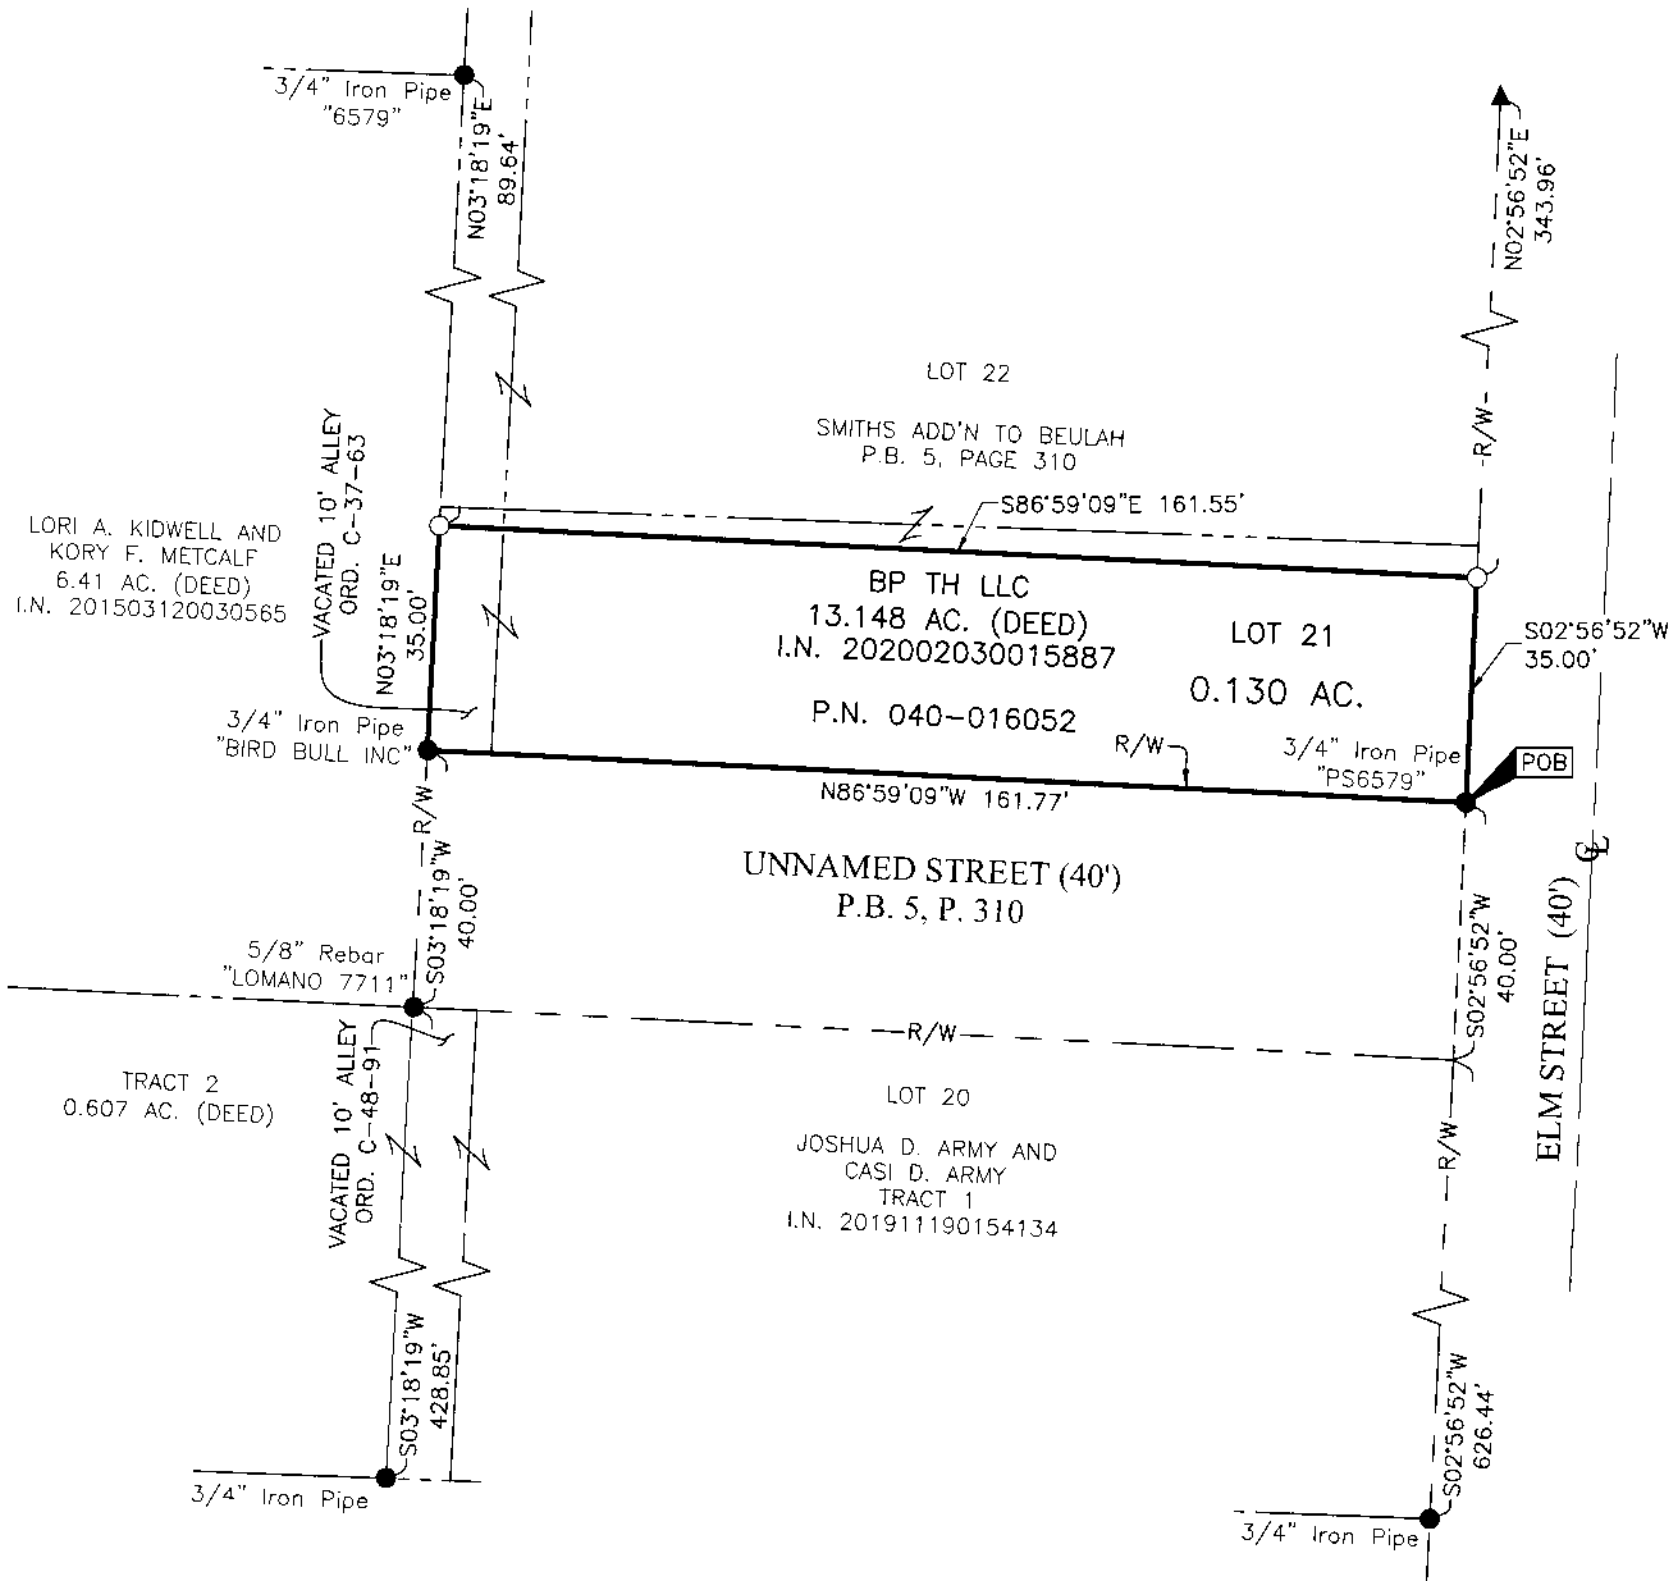 3/4" Iron Pipe
"6579"
N03°18'19"E
89.64'
N02°56'52"E
343.96'
LOT 22
SMITHS ADD'N TO BEULAH
P.B. 5, PAGE 310
R/W
S86°59'09"E 161.55'
VACATED 10' ALLEY
ORD. C-37-63
LORI A. KIDWELL AND
KORY F. METCALF
6.41 AC. (DEED)
I.N. 201503120030565
N03°18'19"E
35.00'
BP TH LLC
13.148 AC. (DEED)
I.N. 202002030015887
P.N. 040-016052
LOT 21
0.130 AC.
S02°56'52"W
35.00'
3/4" Iron Pipe
"BIRD BULL INC"
R/W
3/4" Iron Pipe
"PS6579"
POB
N86°59'09"W 161.77'
R/W
S03°18'19"W
40.00'
UNNAMED STREET (40')
P.B. 5, P. 310
S02°56'52"W
40.00'
ELM STREET (40')
CL
5/8" Rebar
"LOMANO 7711"
R/W
TRACT 2
0.607 AC. (DEED)
VACATED 10' ALLEY
ORD. C-48-91
LOT 20
JOSHUA D. ARMY AND
CASI D. ARMY
TRACT 1
I.N. 201911190154134
R/W
S03°18'19"W
428.85'
S02°56'52"W
626.44'
3/4" Iron Pipe
3/4" Iron Pipe